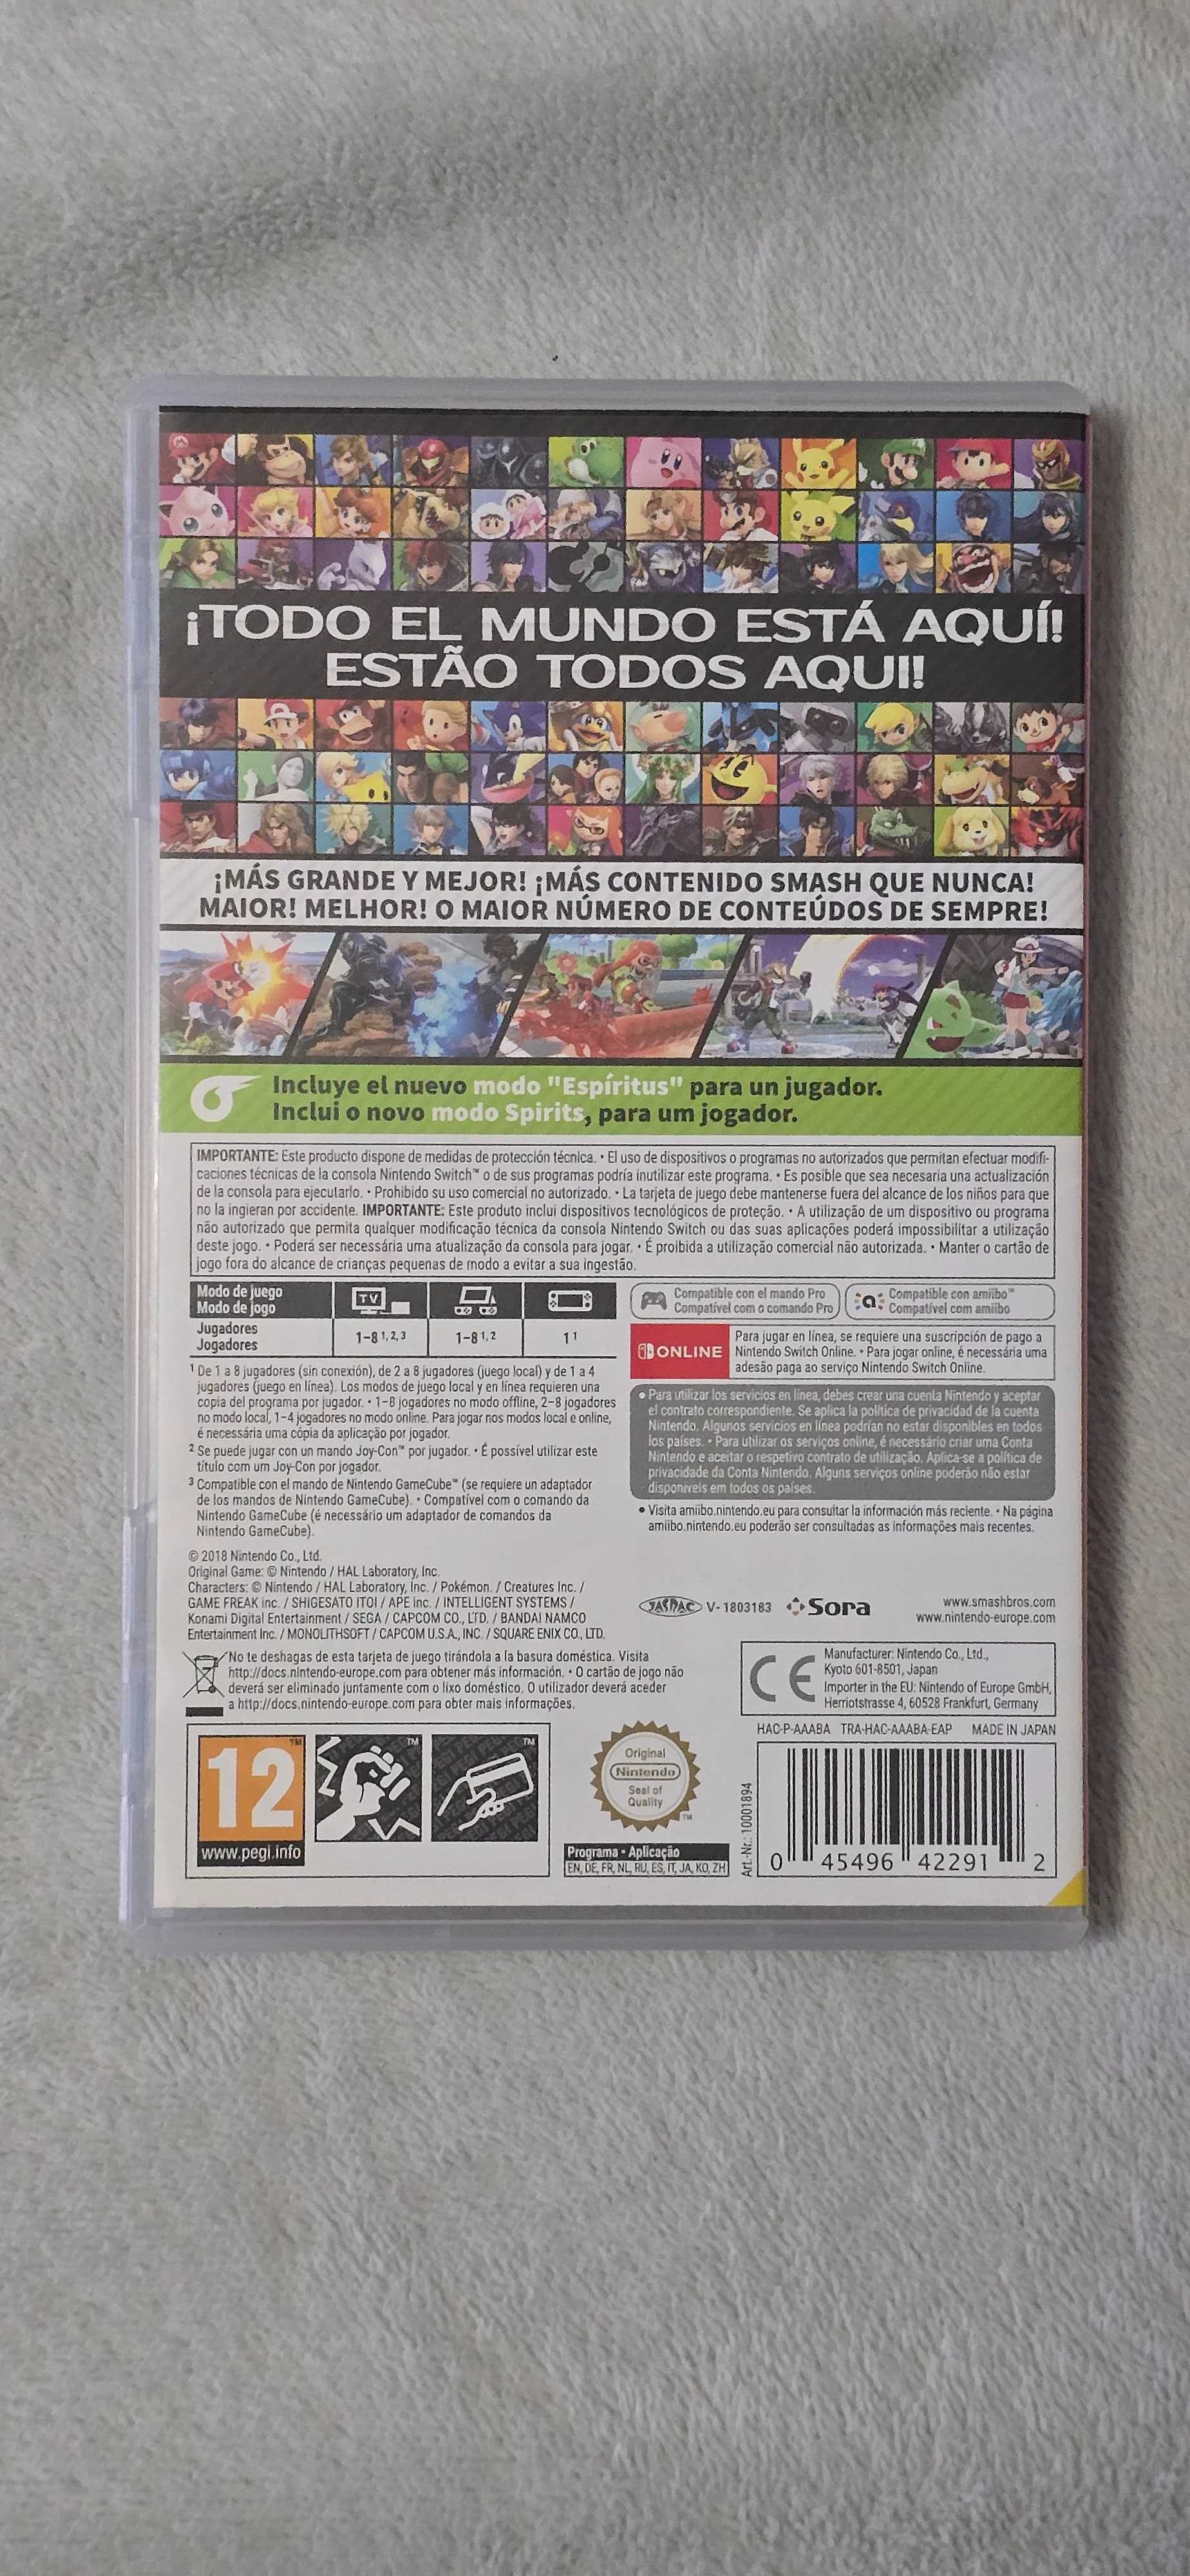 ¡TODO EL MUNDO ESTÁ AQUÍ!
ESTÃO TODOS AQUI!
¡MÁS GRANDE Y MEJOR! ¡MÁS CONTENIDO SMASH QUE NUNCA!
MAIOR! MELHOR! O MAIOR NÚMERO DE CONTEÚDOS DE SEMPRE!
Incluye el nuevo modo "Espíritus" para un jugador.
Inclui o novo modo Spirits, para um jogador.
IMPORTANTE: Este producto dispone de medidas de protección técnica. • El uso de dispositivos o programas no autorizados que permitan efectuar modifi-
caciones técnicas de la consola Nintendo Switch™ o de sus programas podría inutilizar este programa. • Es posible que sea necesaria una actualización
de la consola para ejecutarlo. • Prohibido su uso comercial no autorizado. • La tarjeta de juego debe mantenerse fuera del alcance de los niños para que
no la ingieran por accidente. IMPORTANTE: Este produto inclui dispositivos tecnológicos de proteção. • A utilização de um dispositivo ou programa
não autorizado que permita qualquer modificação técnica da consola Nintendo Switch ou das suas aplicações poderá impossibilitar a utilização
deste jogo. • Poderá ser necessária uma atualização da consola para jogar. • É proibida a utilização comercial não autorizada. • Manter o cartão de
jogo fora do alcance de crianças pequenas de modo a evitar a sua ingestão.
Modo de juego
Modo de jogo
TV
Jugadores
Jogadores
1-8 1, 2, 3
1-8 1, 2
1 1
Compatible con el mando Pro
Compatível com o comando Pro
Compatible con amiibo™
Compatível com amiibo
ONLINE
Para jugar en línea, se requiere una suscripción de pago a
Nintendo Switch Online. • Para jogar online, é necessária uma
adesão paga ao serviço Nintendo Switch Online.
1 De 1 a 8 jugadores (sin conexión), de 2 a 8 jugadores (juego local) y de 1 a 4
jugadores (juego en línea). Los modos de juego local y en línea requieren una
copia del programa por jugador. • 1-8 jogadores no modo offline, 2-8 jogadores
no modo local, 1-4 jogadores no modo online. Para jogar nos modos local e online,
é necessária uma cópia da aplicação por jogador.
2 Se puede jugar con un mando Joy-Con™ por jugador. • É possível utilizar este
título com um Joy-Con por jogador.
3 Compatible con el mando de Nintendo GameCube™ (se requiere un adaptador
de los mandos de Nintendo GameCube). • Compatível com o comando da
Nintendo GameCube (é necessário um adaptador de comandos da
Nintendo GameCube).
• Para utilizar los servicios en línea, debes crear una cuenta Nintendo y aceptar
el contrato correspondiente. Se aplica la política de privacidad de la cuenta
Nintendo. Algunos servicios en línea podrían no estar disponibles en todos
los países. • Para utilizar os serviços online, é necessário criar uma Conta
Nintendo e aceitar o respetivo contrato de utilização. Aplica-se a política de
privacidade da Conta Nintendo. Alguns serviços online poderão não estar
disponíveis em todos os países.
• Visita amiibo.nintendo.eu para consultar la información más reciente. • Na página
amiibo.nintendo.eu poderão ser consultadas as informações mais recentes.
© 2018 Nintendo Co., Ltd.
Original Game: © Nintendo / HAL Laboratory, Inc.
Characters: © Nintendo / HAL Laboratory, Inc. / Pokémon. / Creatures Inc. /
GAME FREAK inc. / SHIGESATO ITOI / APE inc. / INTELLIGENT SYSTEMS /
Konami Digital Entertainment / SEGA / CAPCOM CO., LTD. / BANDAI NAMCO
Entertainment Inc. / MONOLITHSOFT / CAPCOM U.S.A., INC. / SQUARE ENIX CO., LTD.
JASRAC V-1803163 Sora
www.smashbros.com
www.nintendo-europe.com
No te deshagas de esta tarjeta de juego tirándola a la basura doméstica. Visita
http://docs.nintendo-europe.com para obtener más información. • O cartão de jogo não
deverá ser eliminado juntamente com o lixo doméstico. O utilizador deverá aceder
a http://docs.nintendo-europe.com para obter mais informações.
CE
Manufacturer: Nintendo Co., Ltd.,
Kyoto 601-8501, Japan
Importer in the EU: Nintendo of Europe GmbH,
Herriotstrasse 4, 60528 Frankfurt, Germany
HAC-P-AAABA TRA-HAC-AAABA-EAP MADE IN JAPAN
12
www.pegi.info
Original
Nintendo
Seal of
Quality
Programa • Aplicação
EN, DE, FR, NL, RU, ES, IT, JA, KO, ZH
Art.-Nr.: 10001894
0 45496 42291 2